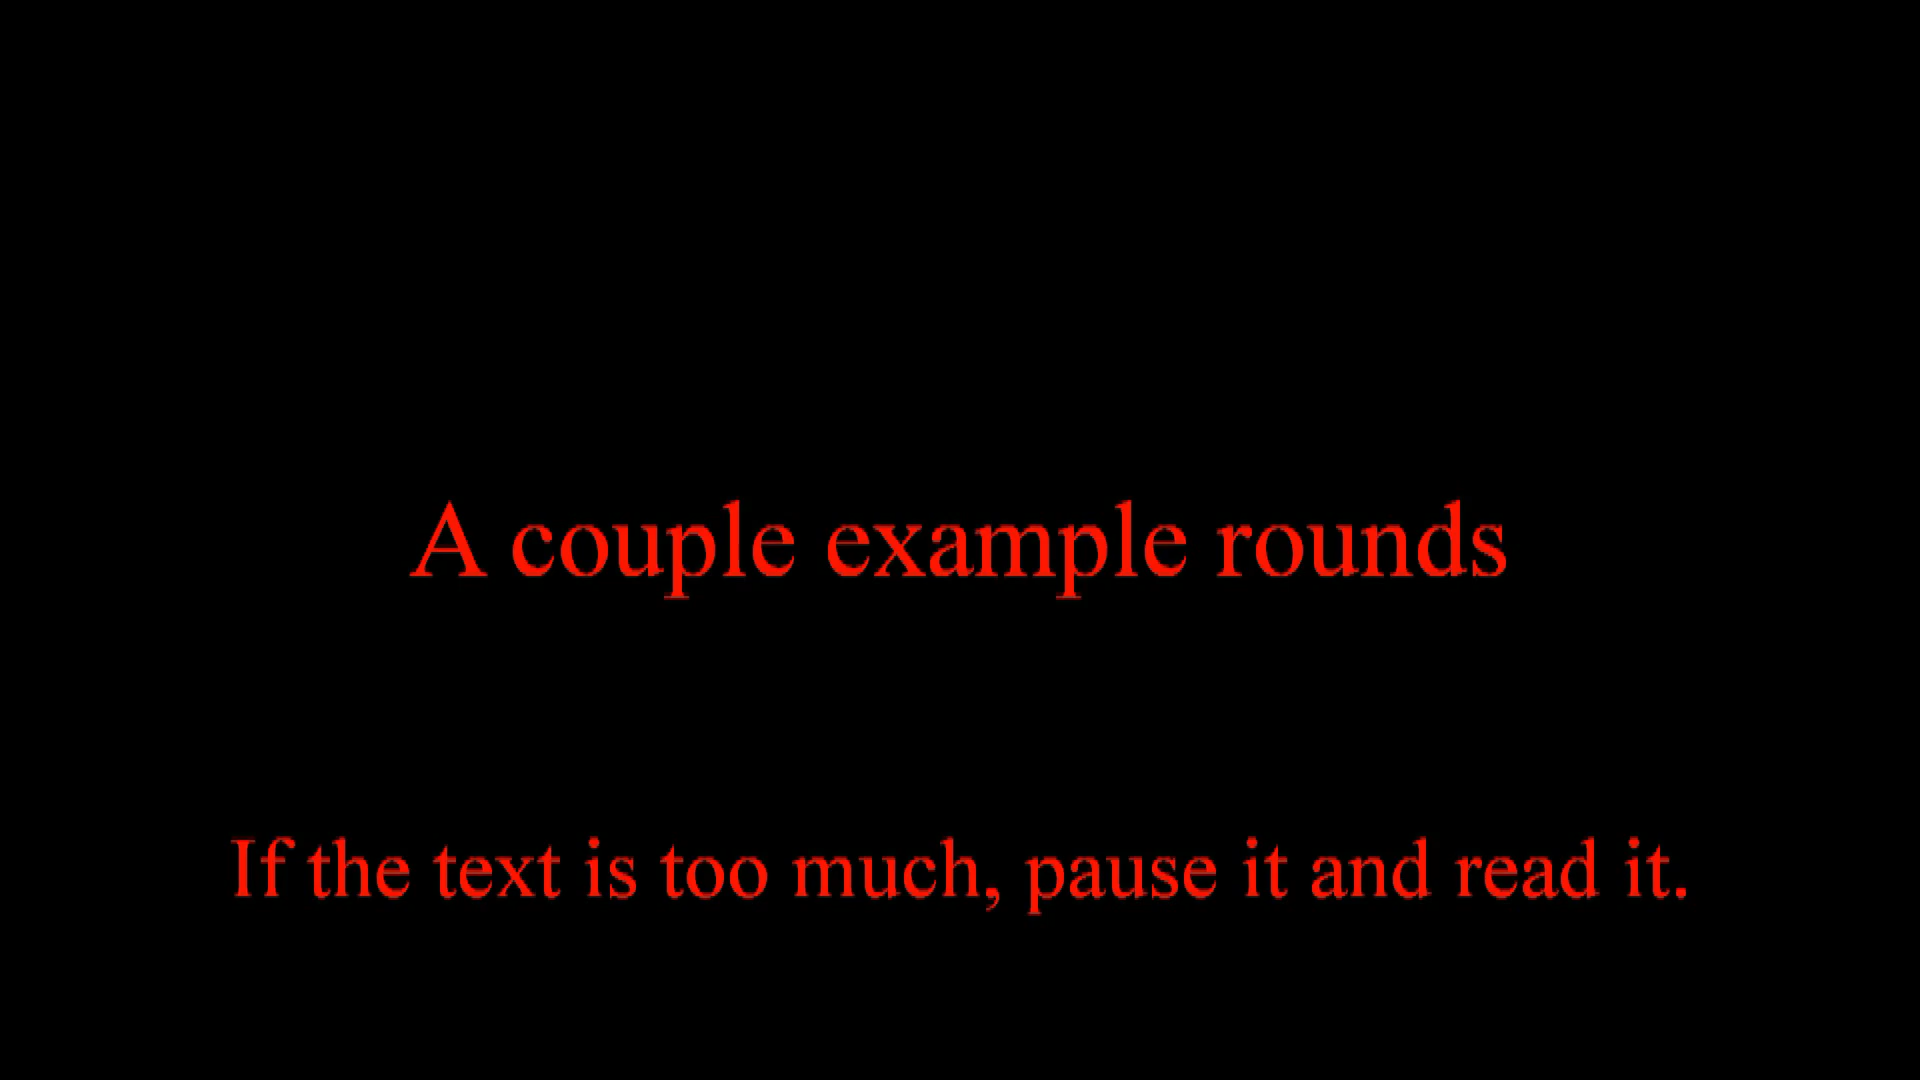 A couple example rounds
If the text is too much, pause it and read it.